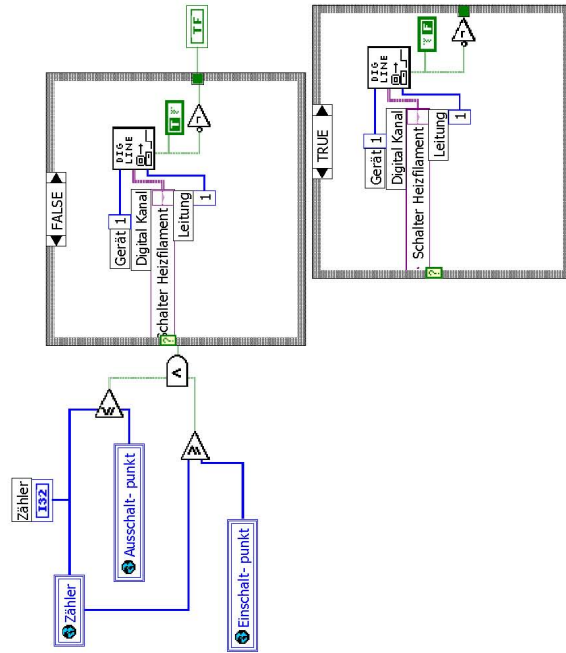 Zähler
I32
Zähler
Ausschalt- punkt
Einschalt- punkt
FALSE
Gerät 1
Digital Kanal
Schalter Heizfilament
Leitung
1
DIG
LINE
T
TF
TRUE
Gerät 1
Digital Kanal
Schalter Heizfilament
Leitung
1
DIG
LINE
F